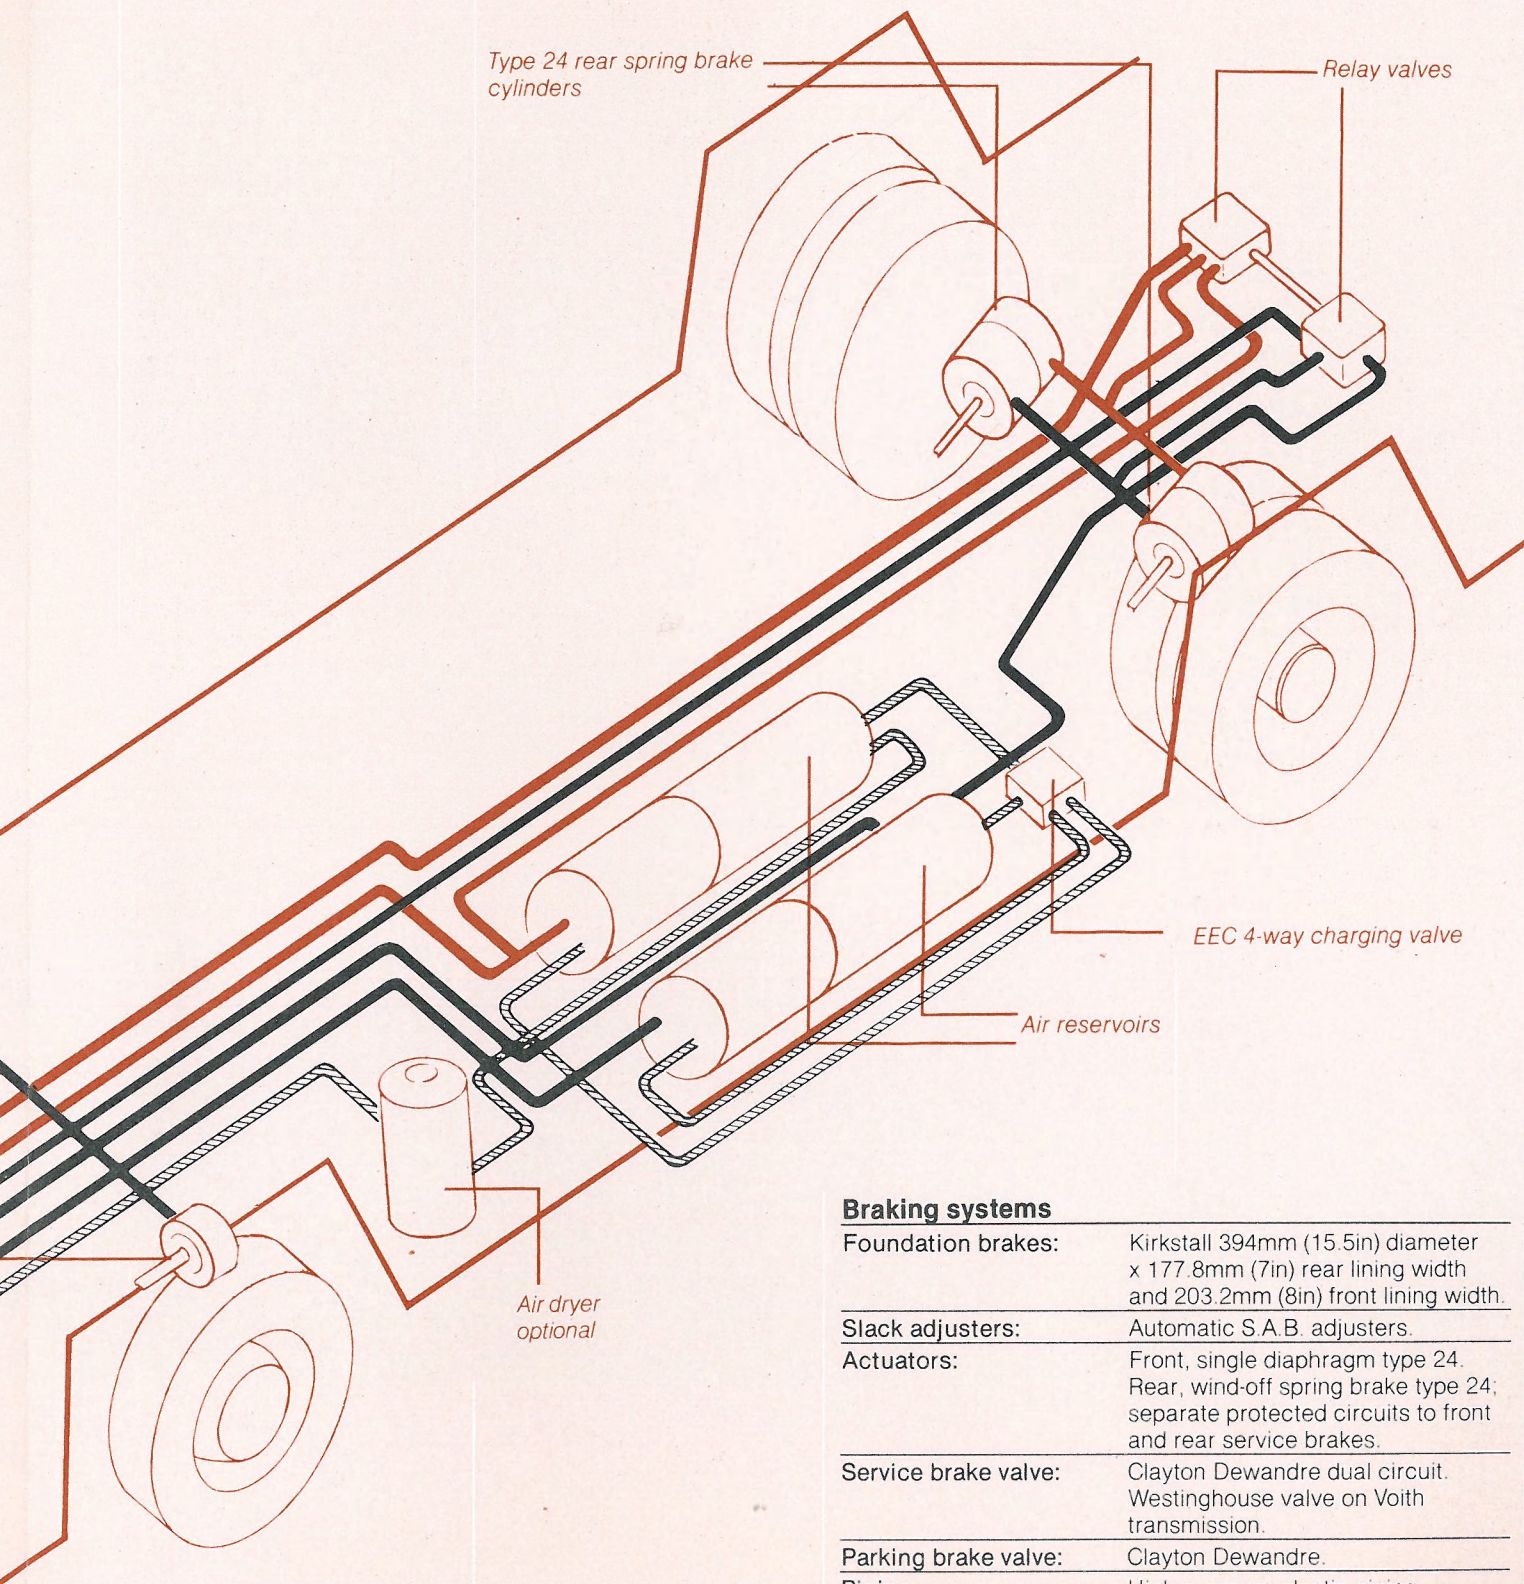 Type 24 rear spring brake
cylinders
Relay valves
EEC 4-way charging valve
Air reservoirs
Air dryer
optional
Braking systems
Foundation brakes: Kirkstall 394mm (15.5in) diameter
x 177.8mm (7in) rear lining width
and 203.2mm (8in) front lining width.
Slack adjusters: Automatic S.A.B. adjusters.
Actuators: Front, single diaphragm type 24.
Rear, wind-off spring brake type 24;
separate protected circuits to front
and rear service brakes.
Service brake valve: Clayton Dewandre dual circuit.
Westinghouse valve on Voith
transmission.
Parking brake valve: Clayton Dewandre.